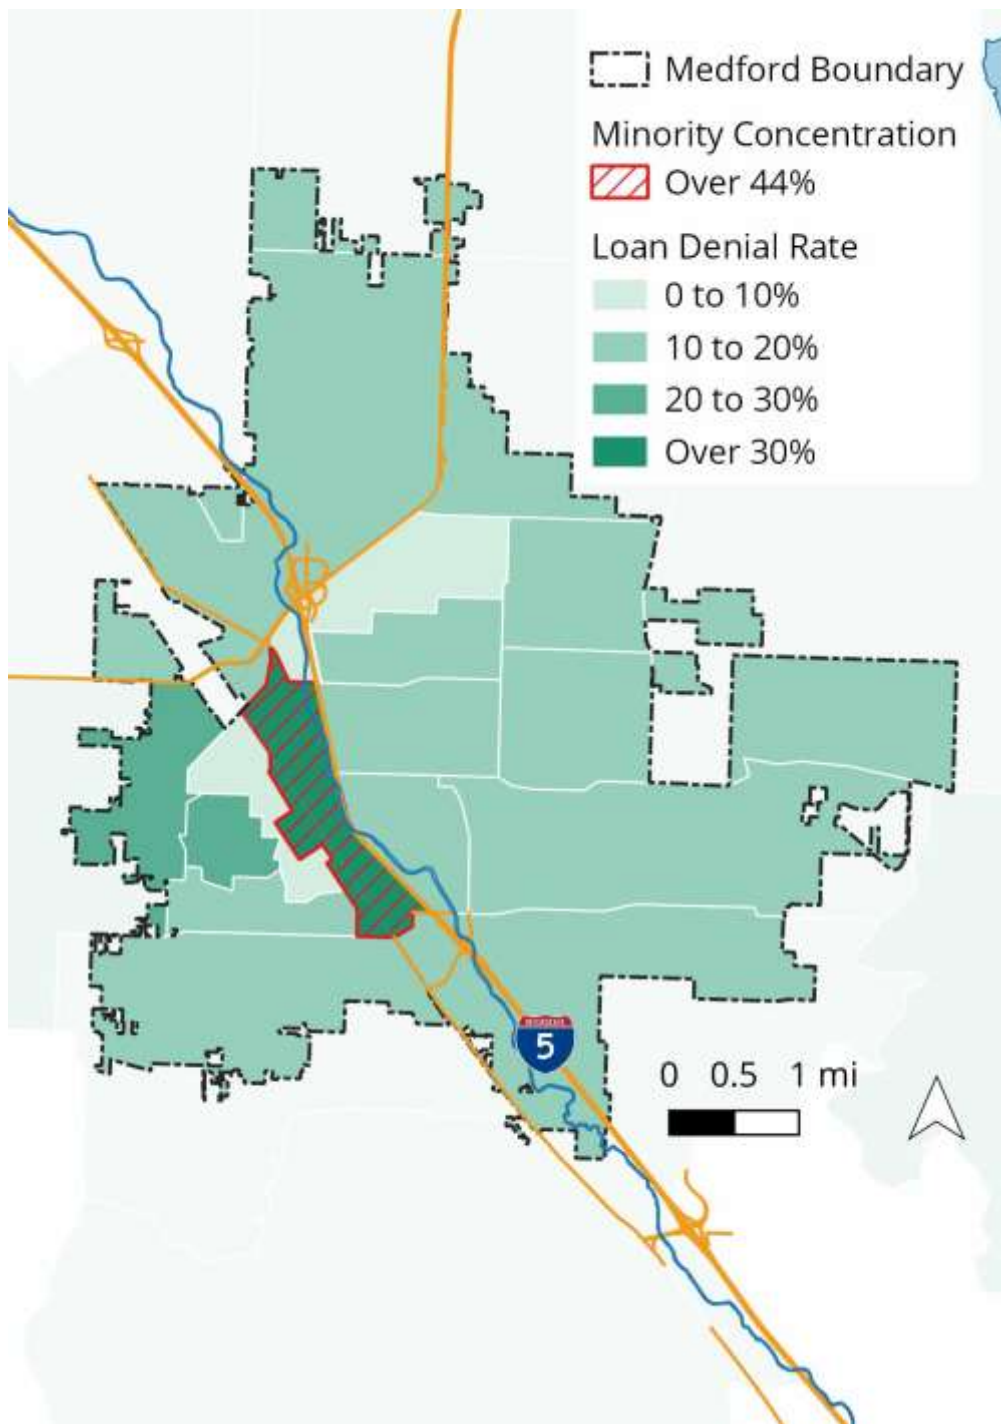 Medford Boundary
Minority Concentration
Over 44%
Loan Denial Rate
0 to 10%
10 to 20%
20 to 30%
Over 30%
5
0 0.5 1 mi